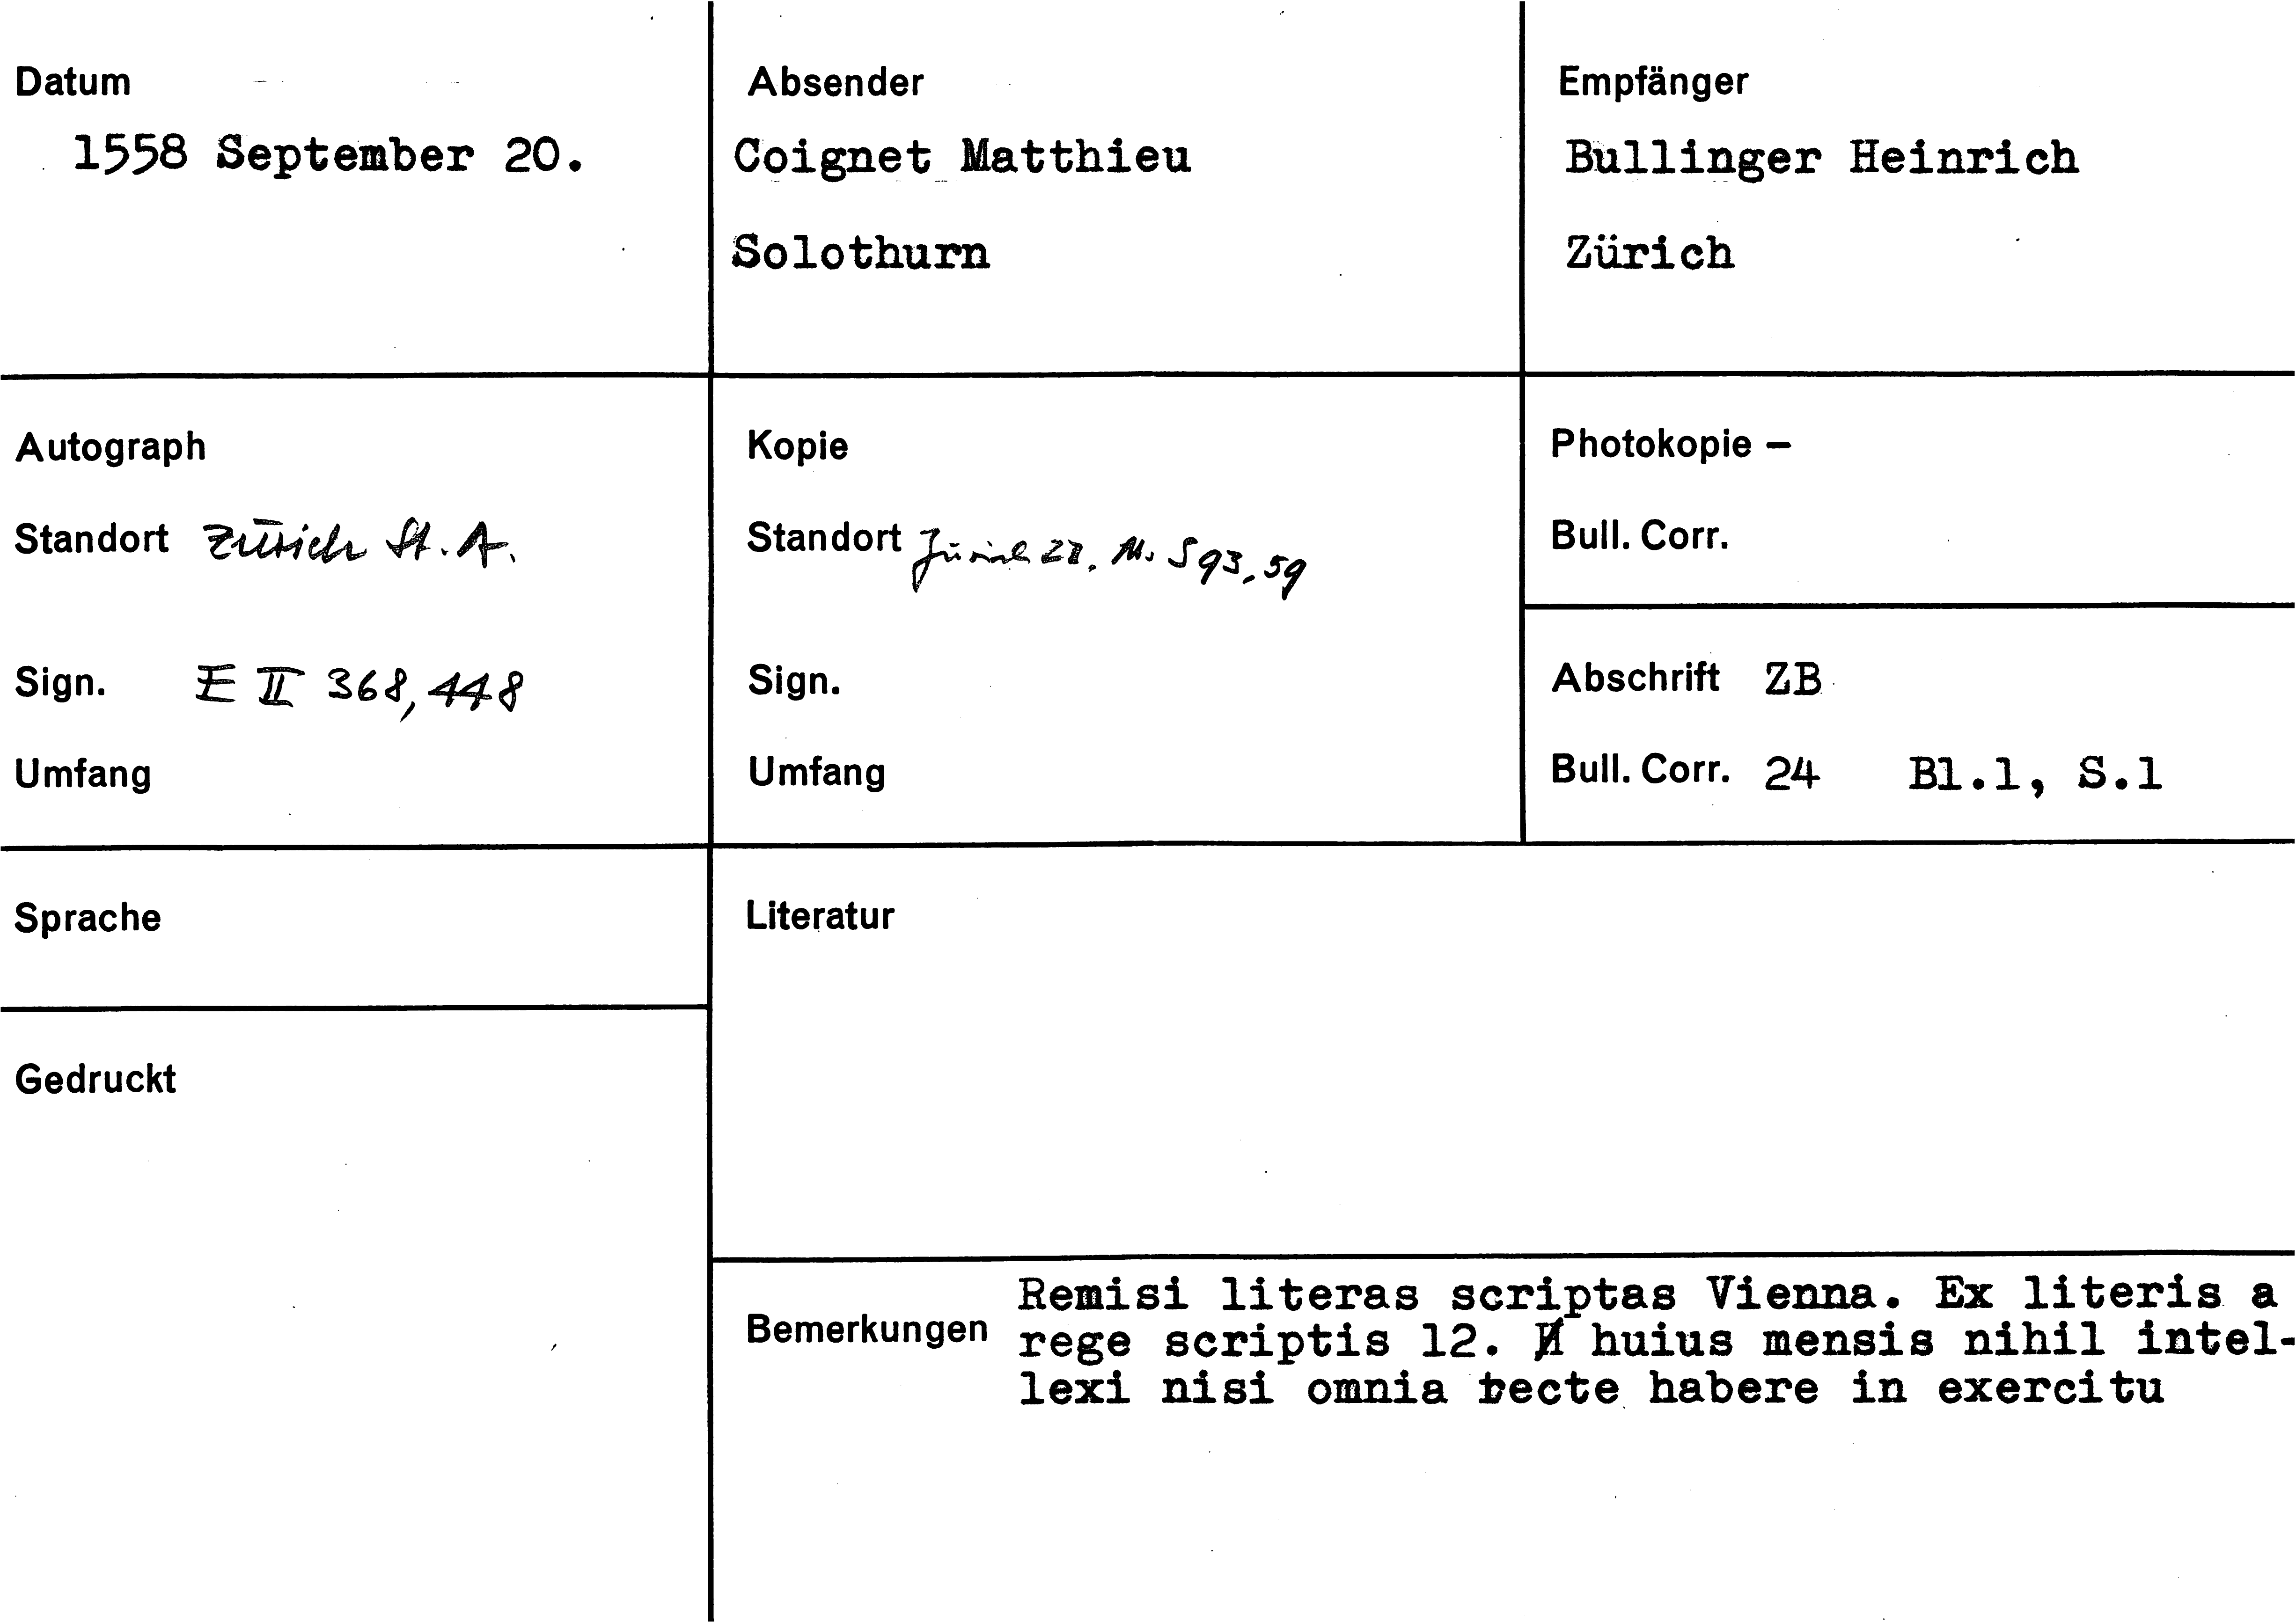 Datum
1558 September 20.
Absender
Coignet Matthieu
Solothurn
Empfänger
Bullinger Heinrich
Zürich
Autograph
Standort Zürich St. A.
Sign. E II 368, 448
Umfang
Kopie
Standort Zürich ZB. Ms S 93, 59
Sign.
Umfang
Photokopie –
Bull. Corr.
Abschrift ZB
Bull. Corr. 24 Bl.1, S.1
Sprache
Gedruckt
Literatur
Bemerkungen
Remisi literas scriptas Vienna. Ex literis a
rege scriptis 12. huius mensis nihil intel-
lexi nisi omnia recte habere in exercitu